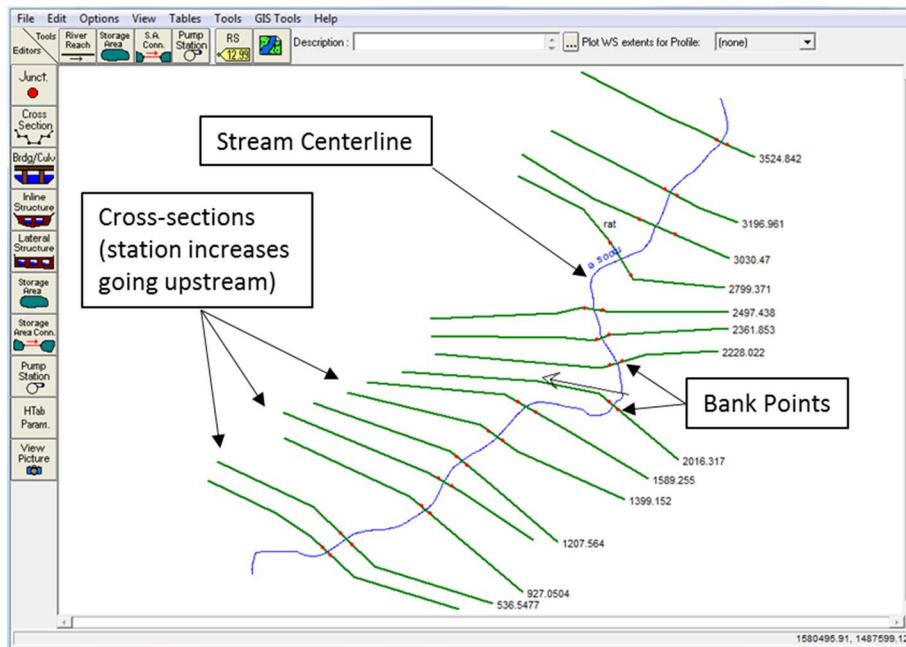 File Edit Options View Tables Tools GIS Tools Help
Tools
Editors
River
Reach
Storage
Area
S.A.
Conn.
Pump
Station
RS
12.99
Description :
...
Plot WS extents for Profile:
(none)
Junct.
Cross
Section
Brdg/Culv
Inline
Structure
Lateral
Structure
Storage
Area
Storage
Area Conn.
Pump
Station
HTab
Param.
View
Picture
Stream Centerline
Cross-sections
(station increases
going upstream)
Bank Points
rat
3524.842
3196.961
3030.47
2799.371
2497.438
2361.853
2228.022
2016.317
1589.255
1399.152
1207.564
927.0504
536.5477
1580495.91, 1487599.12